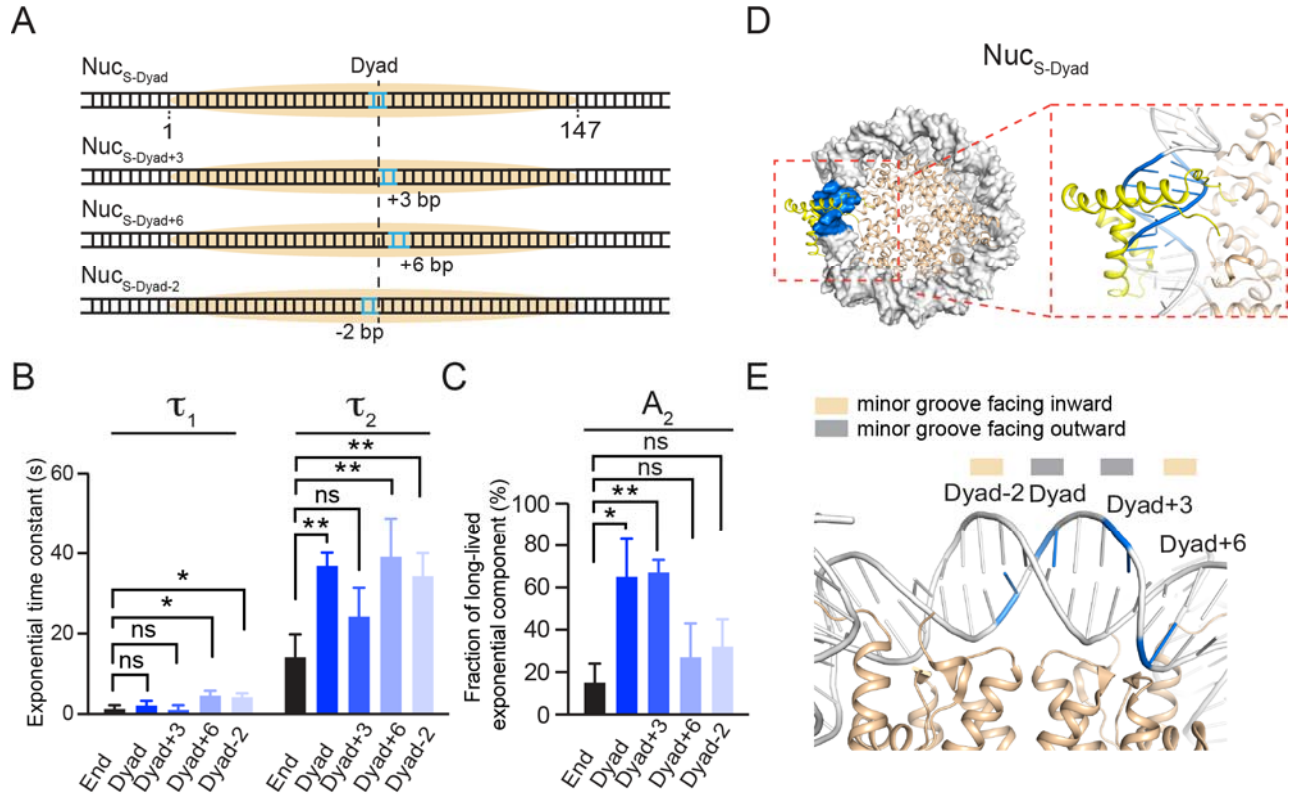 A
Nuc S-Dyad
Dyad
1
147
Nuc S-Dyad+3
+3 bp
Nuc S-Dyad+6
+6 bp
Nuc S-Dyad-2
-2 bp
D
Nuc S-Dyad
B
τ1
τ2
Exponential time constant (s)
60
40
20
0
ns
ns
*
*
**
ns
**
**
End
Dyad
Dyad+3
Dyad+6
Dyad-2
End
Dyad
Dyad+3
Dyad+6
Dyad-2
C
A2
Fraction of long-lived
exponential component (%)
100
80
60
40
20
0
*
**
ns
ns
End
Dyad
Dyad+3
Dyad+6
Dyad-2
E
minor groove facing inward
minor groove facing outward
Dyad-2
Dyad
Dyad+3
Dyad+6